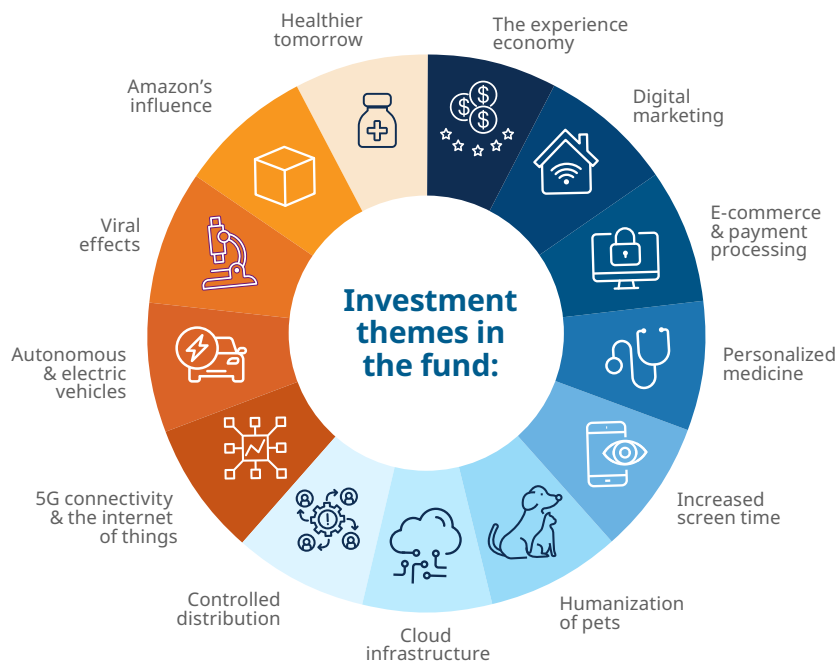 Healthier
tomorrow
The experience
economy
Digital
marketing
E-commerce
& payment
processing
Personalized
medicine
Increased
screen time
Humanization
of pets
Cloud
infrastructure
Controlled
distribution
5G connectivity
& the internet
of things
Autonomous
& electric
vehicles
Viral
effects
Amazon’s
influence
Investment
themes in
the fund: